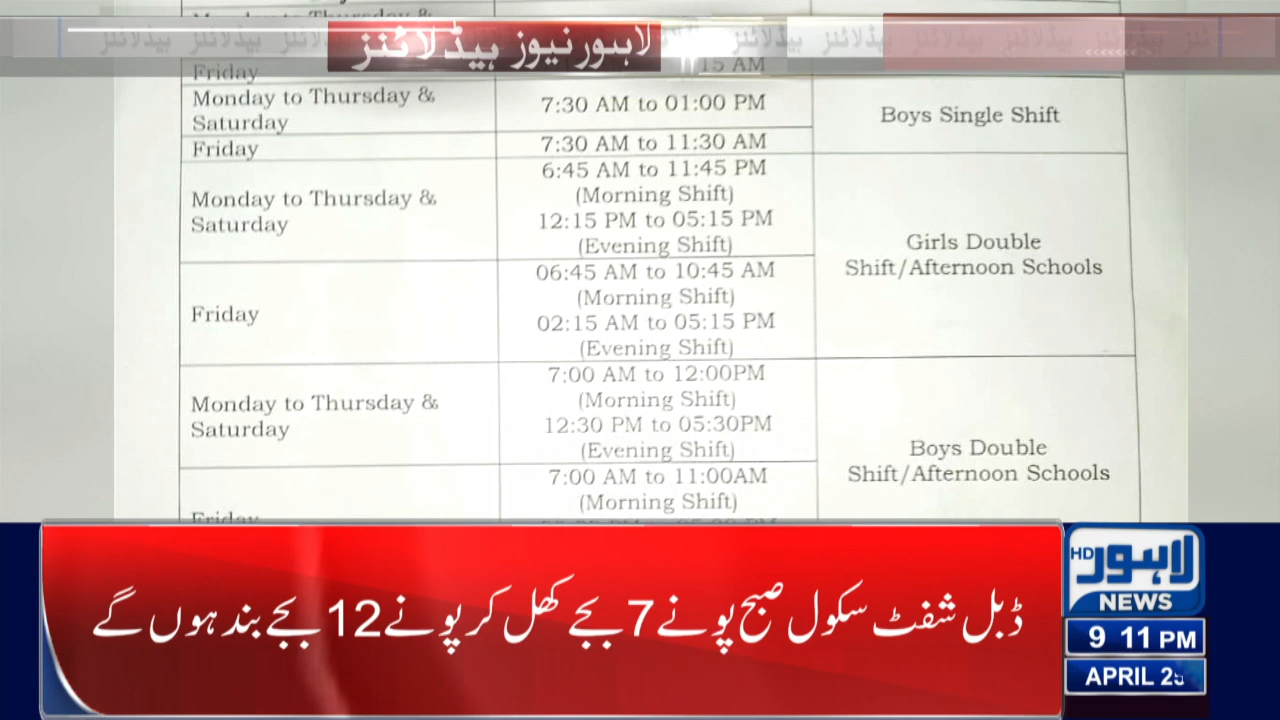 لاہور نیوز ہیڈلائنز
Friday
15 AM
Monday to Thursday &
Saturday
7:30 AM to 01:00 PM
Boys Single Shift
Friday
7:30 AM to 11:30 AM
Monday to Thursday &
Saturday
6:45 AM to 11:45 PM
(Morning Shift)
12:15 PM to 05:15 PM
(Evening Shift)
Girls Double
Shift/Afternoon Schools
Friday
06:45 AM to 10:45 AM
(Morning Shift)
02:15 AM to 05:15 PM
(Evening Shift)
Monday to Thursday &
Saturday
7:00 AM to 12:00PM
(Morning Shift)
12:30 PM to 05:30PM
(Evening Shift)
Boys Double
Shift/Afternoon Schools
Friday
7:00 AM to 11:00AM
(Morning Shift)
ڈبل شفٹ سکول صبح پونے 7 بجے کھل کر پونے 12 بجے بند ہوں گے
لاہور HD
NEWS
9 11 PM
APRIL 2